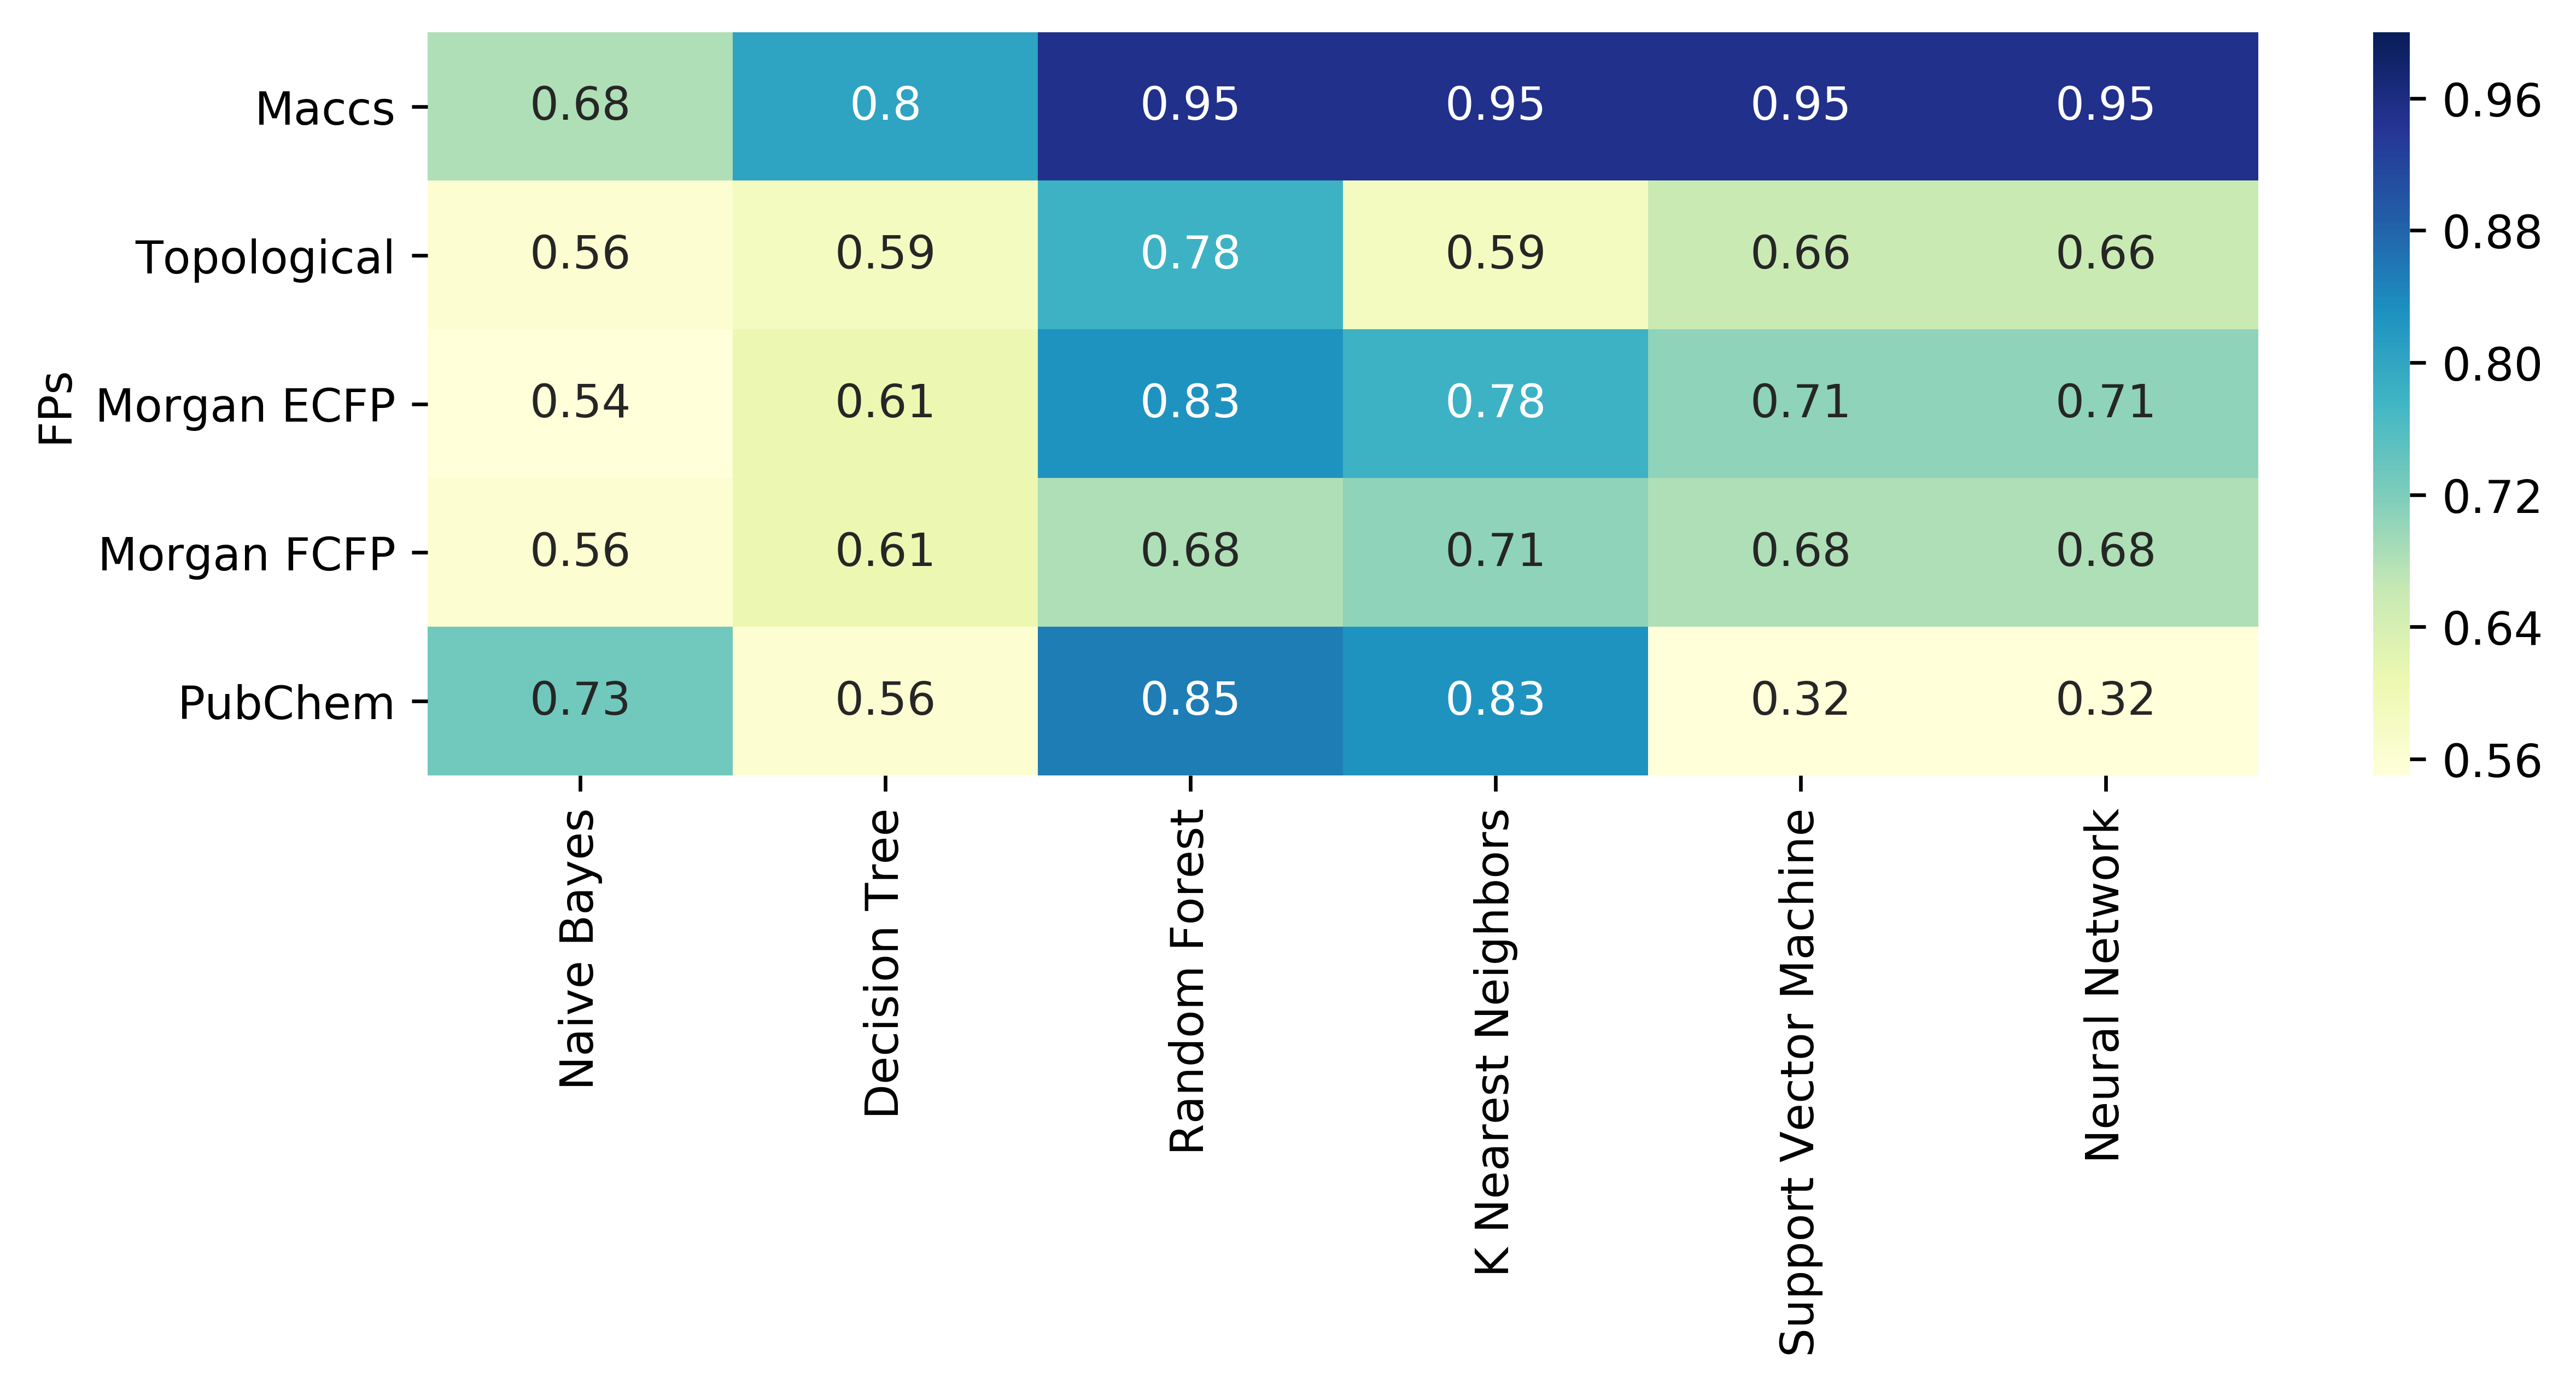 FPs
Maccs 0.68 0.8 0.95 0.95 0.95 0.95
Topological 0.56 0.59 0.78 0.59 0.66 0.66
Morgan ECFP 0.54 0.61 0.83 0.78 0.71 0.71
Morgan FCFP 0.56 0.61 0.68 0.71 0.68 0.68
PubChem 0.73 0.56 0.85 0.83 0.32 0.32
Naive Bayes
Decision Tree
Random Forest
K Nearest Neighbors
Support Vector Machine
Neural Network
0.96
0.88
0.80
0.72
0.64
0.56